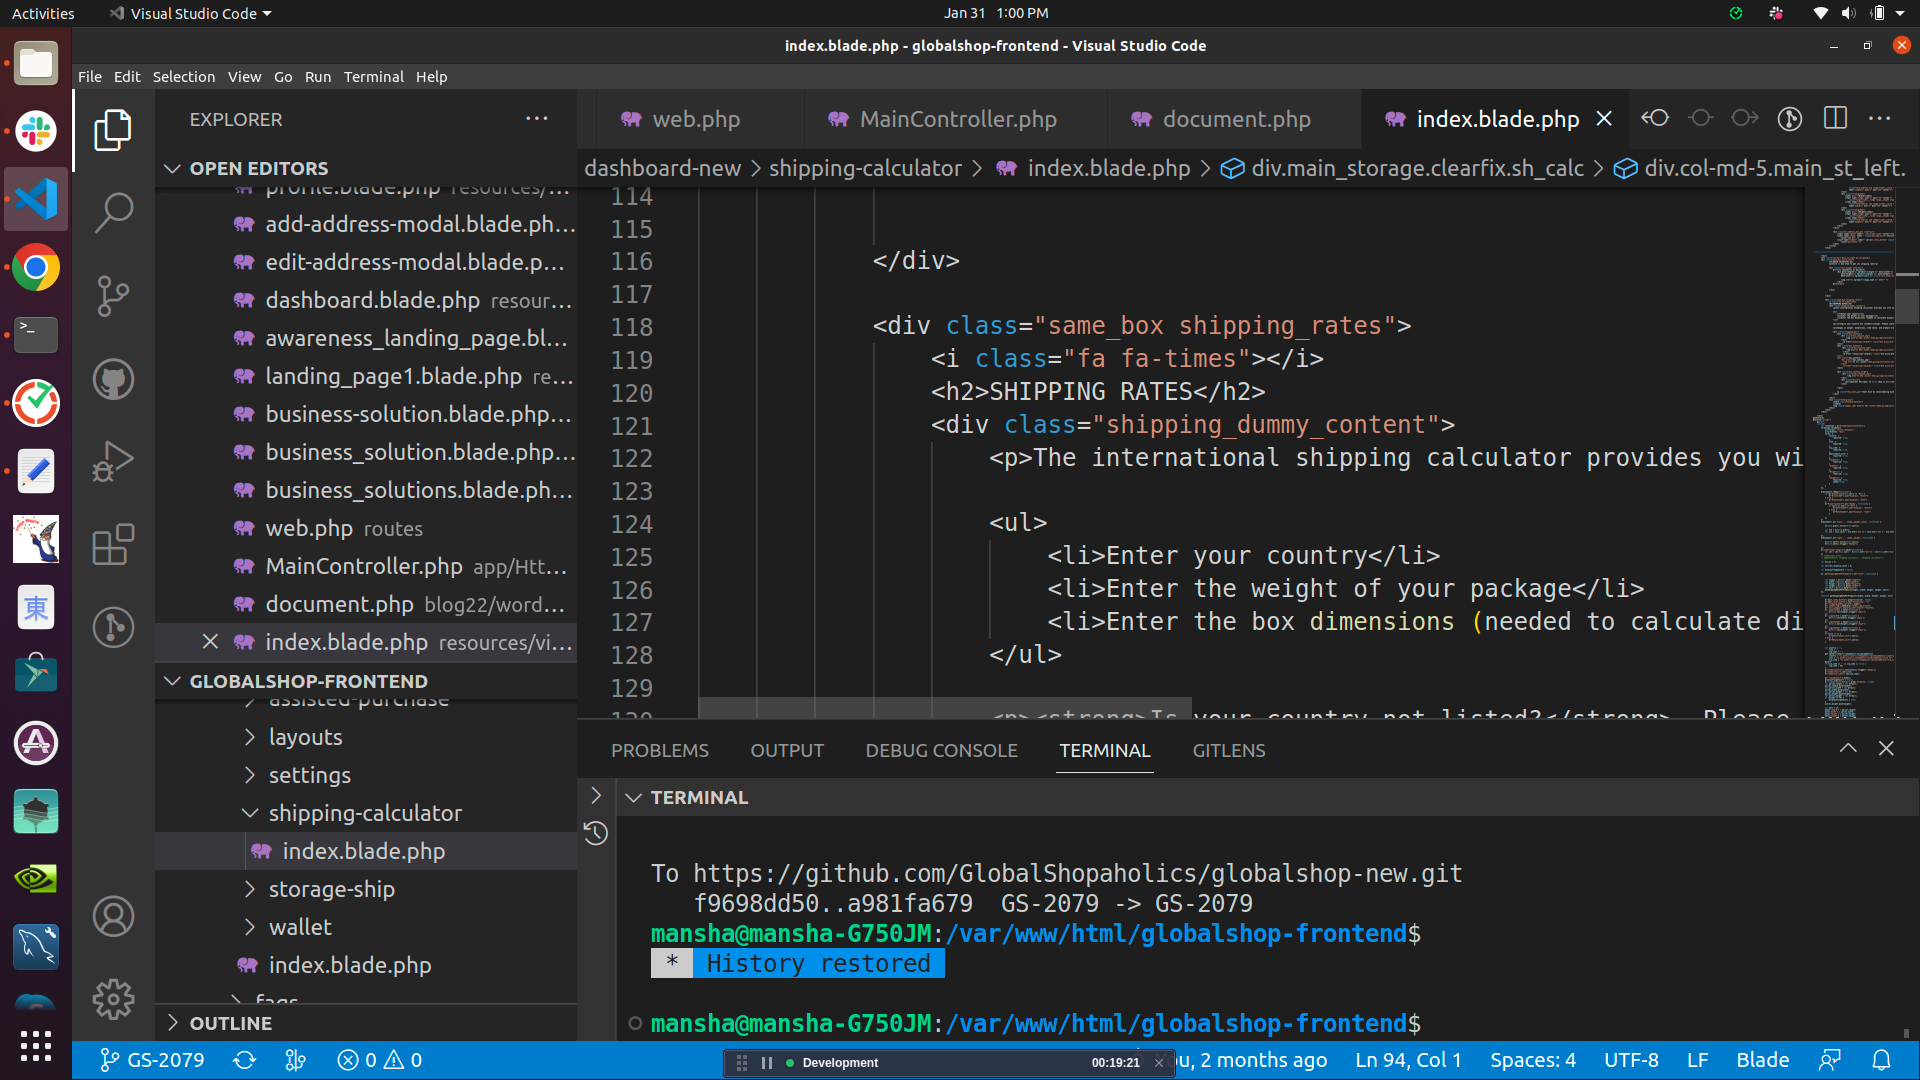 Activities Visual Studio Code Jan 31 1:00 PM
index.blade.php - globalshop-frontend - Visual Studio Code
File Edit Selection View Go Run Terminal Help
EXPLORER
OPEN EDITORS
profile.blade.php resources/...
add-address-modal.blade.ph...
edit-address-modal.blade.p...
dashboard.blade.php resour...
awareness_landing_page.bl...
landing_page1.blade.php re...
business-solution.blade.php...
business_solution.blade.php...
business_solutions.blade.ph...
web.php routes
MainController.php app/Htt...
document.php blog22/word...
index.blade.php resources/vi...
GLOBALSHOP-FRONTEND
assisted-purchase
layouts
settings
shipping-calculator
index.blade.php
storage-ship
wallet
index.blade.php
faqs
OUTLINE
web.php MainController.php document.php index.blade.php
dashboard-new > shipping-calculator > index.blade.php > div.main_storage.clearfix.sh_calc > div.col-md-5.main_st_left.
114
115
116 </div>
117
118 <div class="same_box shipping_rates">
119 <i class="fa fa-times"></i>
120 <h2>SHIPPING RATES</h2>
121 <div class="shipping_dummy_content">
122 <p>The international shipping calculator provides you wi
123
124 <ul>
125 <li>Enter your country</li>
126 <li>Enter the weight of your package</li>
127 <li>Enter the box dimensions (needed to calculate di
128 </ul>
129
130 <p><strong>Is your country not listed?</strong> Please
PROBLEMS OUTPUT DEBUG CONSOLE TERMINAL GITLENS
TERMINAL
To https://github.com/GlobalShopaholics/globalshop-new.git
f9698dd50..a981fa679 GS-2079 -> GS-2079
mansha@mansha-G750JM:/var/www/html/globalshop-frontend$
* History restored
mansha@mansha-G750JM:/var/www/html/globalshop-frontend$
GS-2079 0 0 Development 00:19:21 You, 2 months ago Ln 94, Col 1 Spaces: 4 UTF-8 LF Blade
東